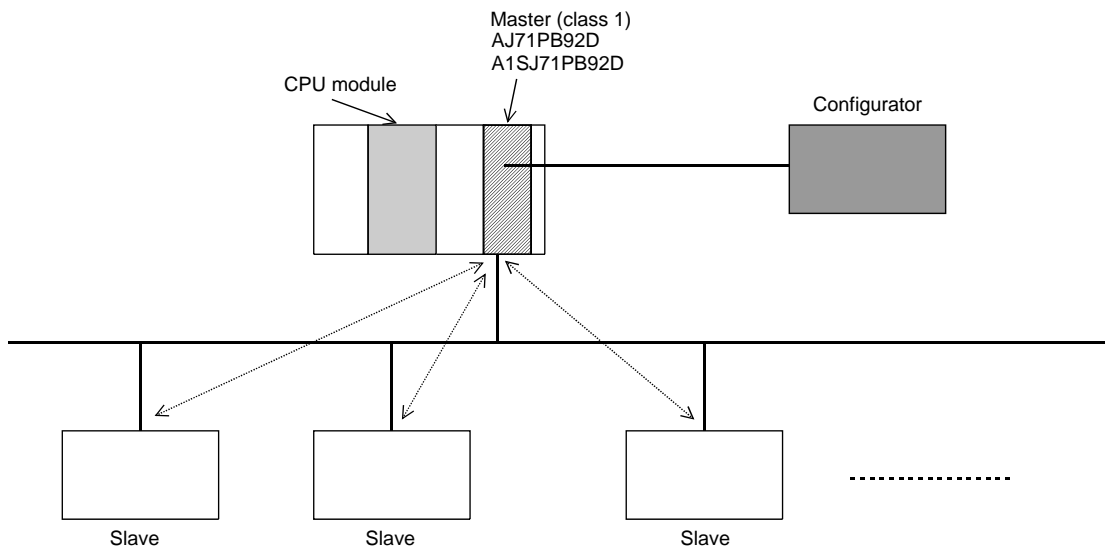 Master (class 1)
AJ71PB92D
A1SJ71PB92D
CPU module
Configurator
Slave
Slave
Slave